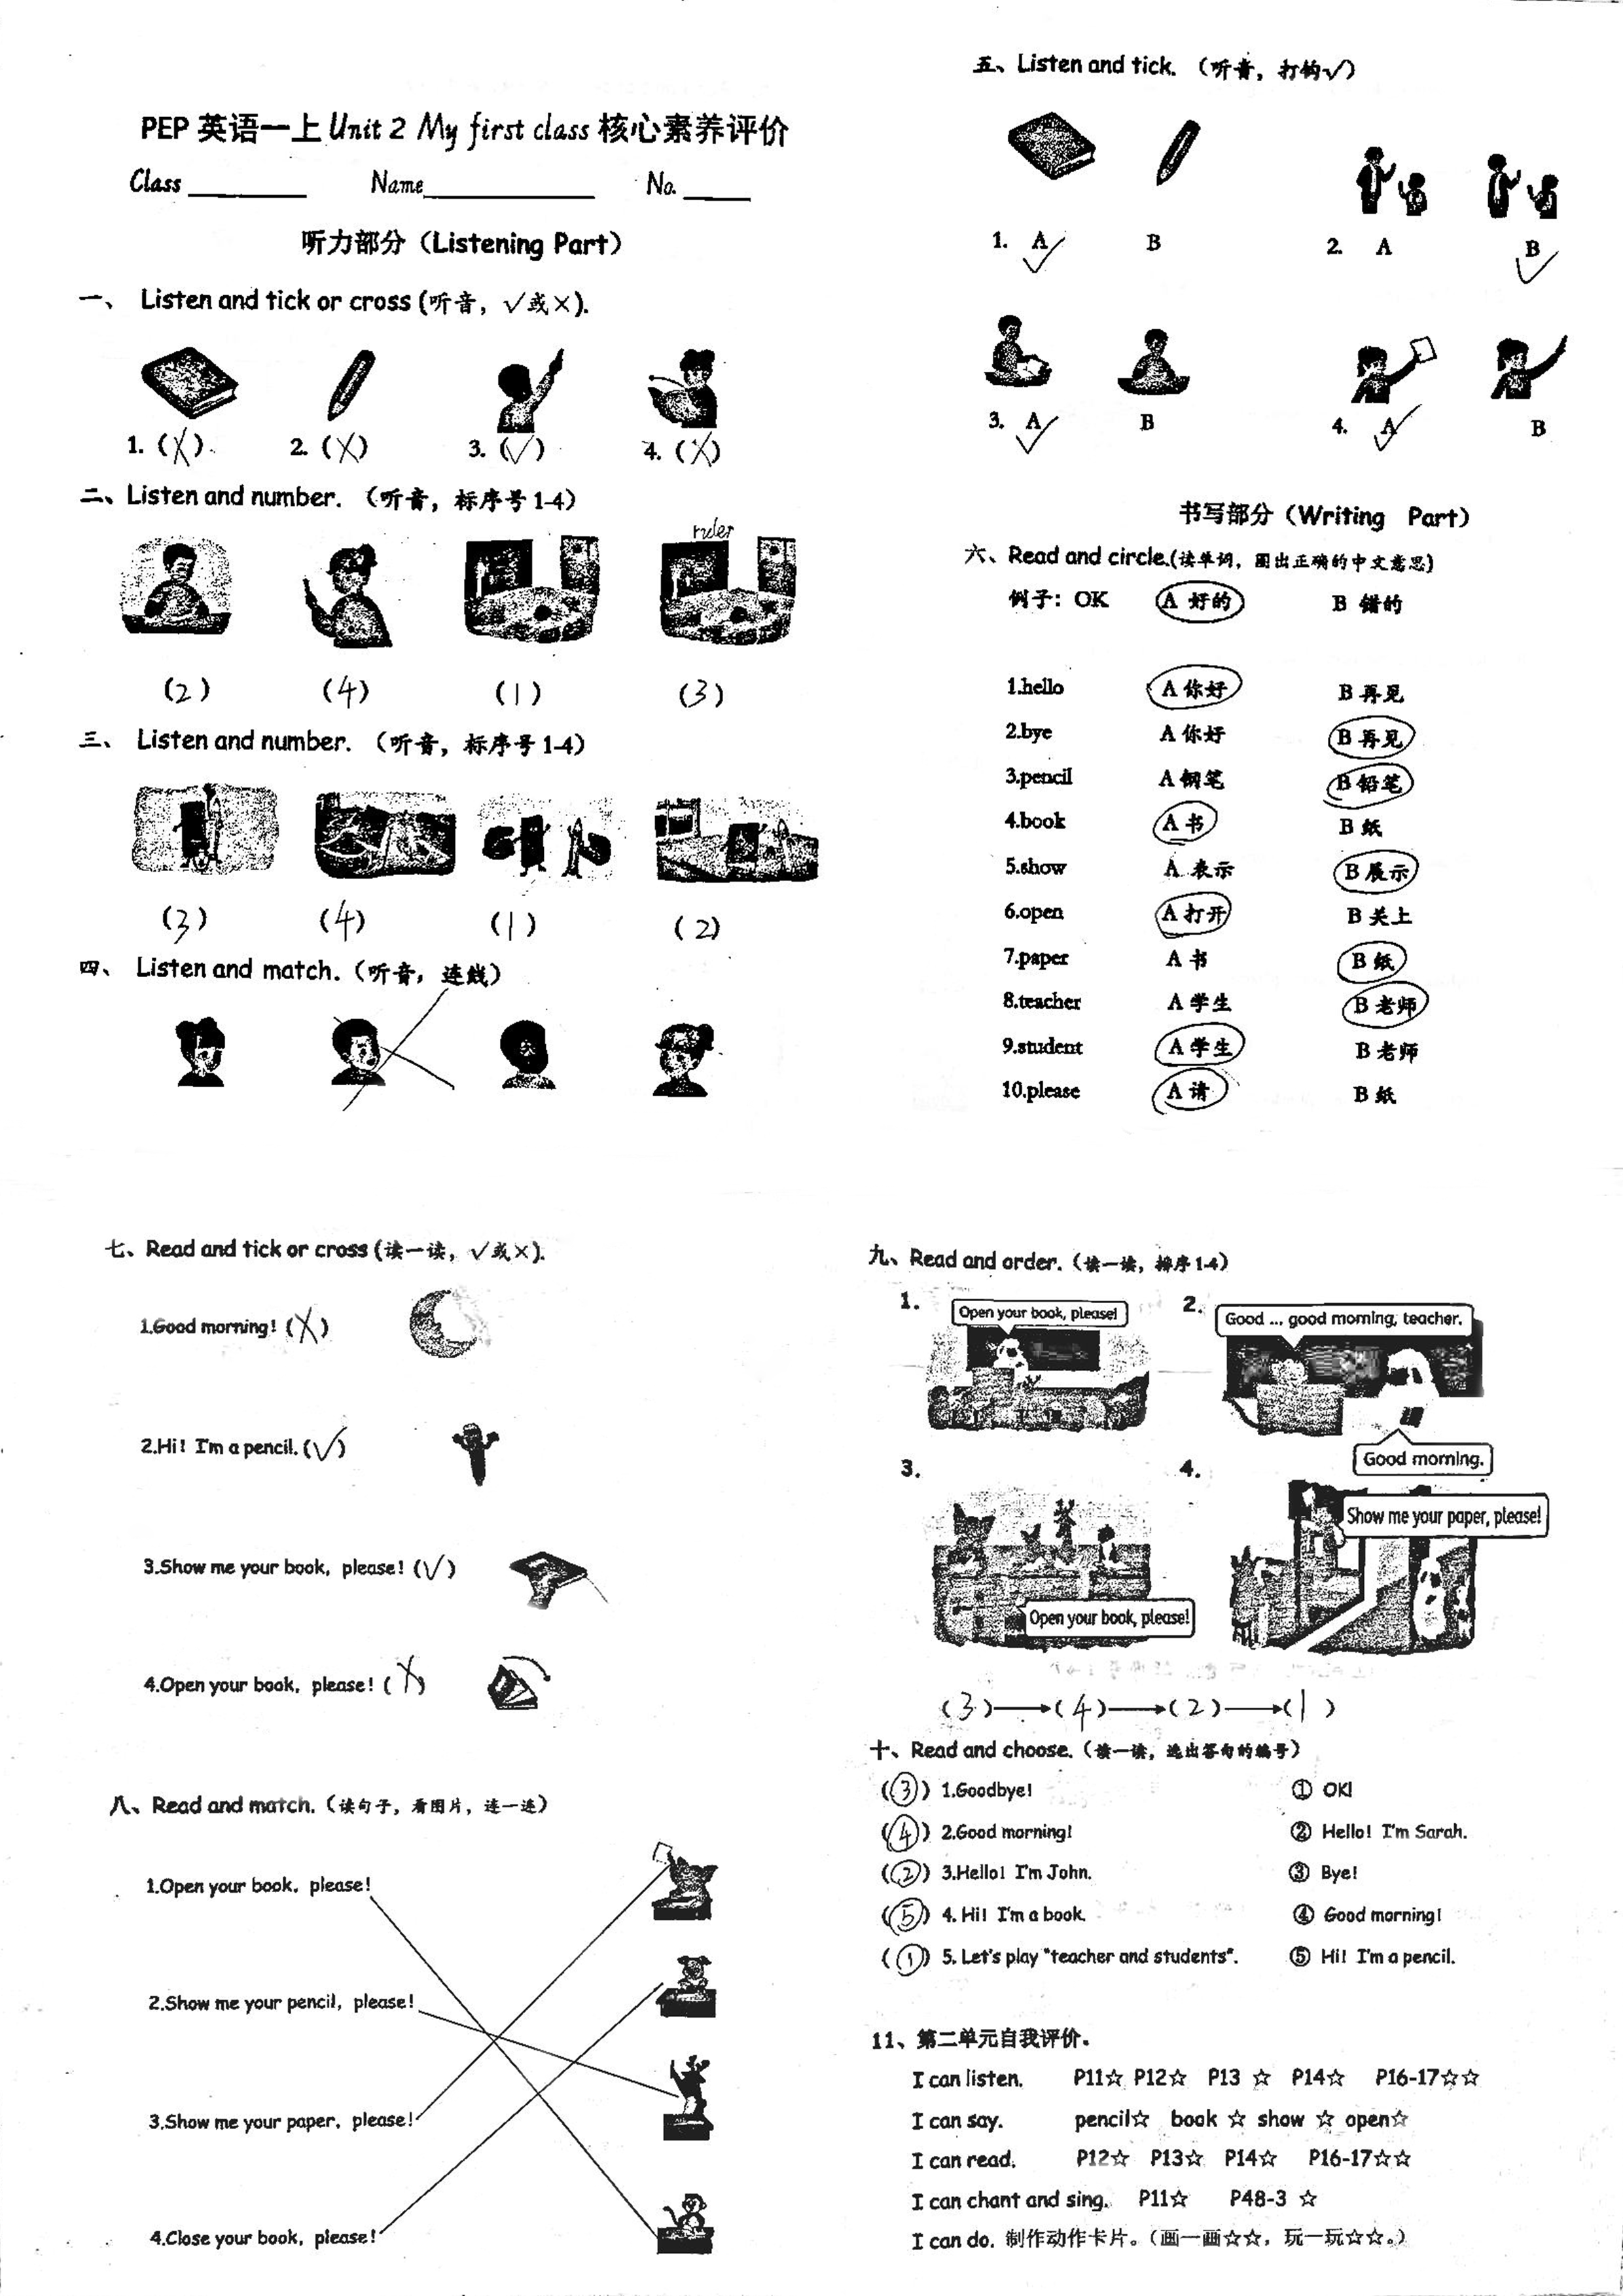 PEP 英语一上 Unit 2 My first class 核心素养评价
Class ______ Name ______ No. ______
听力部分（Listening Part）
一、 Listen and tick or cross (听音，√或×).
1. (×) 2. (×) 3. (√) 4. (×)
二、Listen and number. （听音，标序号 1-4）
ruler
(2) (4) (1) (3)
三、 Listen and number. （听音，标序号 1-4）
(3) (4) (1) (2)
四、 Listen and match.（听音，连线）
五、Listen and tick. （听音，打钩√）
1. A √ B 2. A B √
3. A √ B 4. A √ B
书写部分（Writing Part）
六、Read and circle.(读单词，圈出正确的中文意思)
例子：OK A 好的 B 错的
1.hello A 你好 B 再见
2.bye A 你好 B 再见
3.pencil A 钢笔 B 铅笔
4.book A 书 B 纸
5.show A 表示 B 展示
6.open A 打开 B 关上
7.paper A 书 B 纸
8.teacher A 学生 B 老师
9.student A 学生 B 老师
10.please A 请 B 纸
七、Read and tick or cross (读一读，√或×).
1.Good morning! (×)
2.Hi! I'm a pencil. (√)
3.Show me your book, please! (√)
4.Open your book, please! (×)
八、Read and match.（读句子，看图片，连一连）
1.Open your book, please!
2.Show me your pencil, please!
3.Show me your paper, please!
4.Close your book, please!
九、Read and order.（读一读，排序 1-4）
1. Open your book, please!
2. Good ... good morning, teacher.
Good morning.
3. Open your book, please!
4. Show me your paper, please!
(3)→(4)→(2)→(1)
十、Read and choose.（读一读，选出答句的编号）
(③) 1.Goodbye! ① OK!
(④) 2.Good morning! ② Hello! I'm Sarah.
(②) 3.Hello! I'm John. ③ Bye!
(⑤) 4. Hi! I'm a book. ④ Good morning!
(①) 5. Let's play "teacher and students". ⑤ Hi! I'm a pencil.
11、第二单元自我评价。
I can listen. P11☆ P12☆ P13 ☆ P14☆ P16-17☆☆
I can say. pencil☆ book ☆ show ☆ open☆
I can read. P12☆ P13☆ P14☆ P16-17☆☆
I can chant and sing. P11☆ P48-3 ☆
I can do. 制作动作卡片。（画一画☆☆，玩一玩☆☆。）